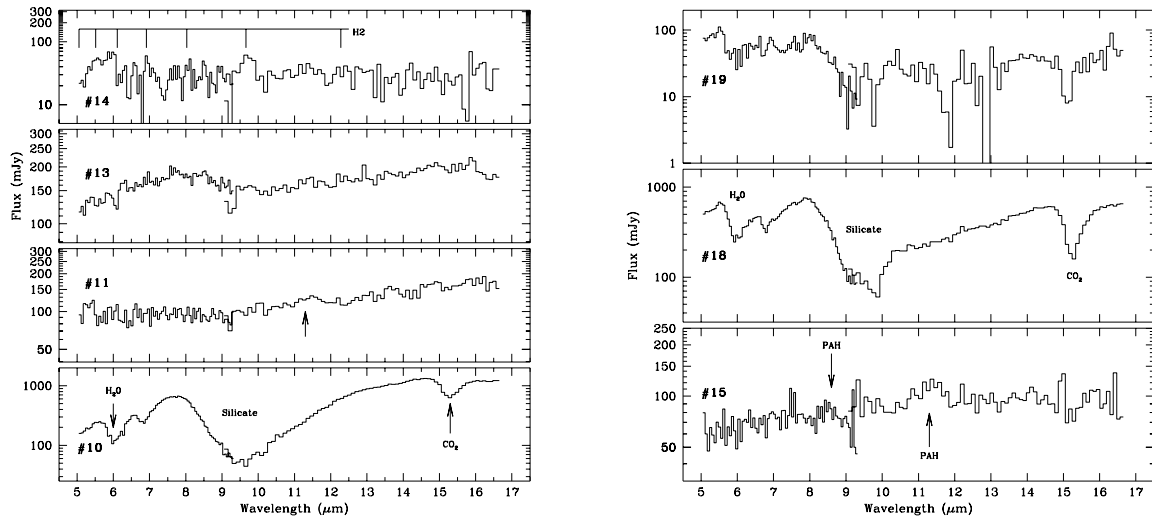 300
200
100
10
H2
#14
300
200
150
100
Flux (mJy)
#13
300
200
150
100
50
#11
1000
100
H₂O
Silicate
CO₂
#10
5 6 7 8 9 10 11 12 13 14 15 16 17
Wavelength (μm)
100
10
1
#19
1000
100
Flux (mJy)
H₂O
Silicate
CO₂
#18
250
200
150
100
50
PAH
#15
PAH
5 6 7 8 9 10 11 12 13 14 15 16 17
Wavelength (μm)